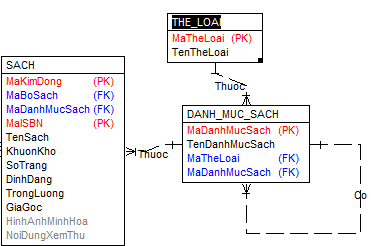 THE_LOAI
MaTheLoai (PK)
TenTheLoai
Thuoc
SACH
MaKimDong (PK)
MaBoSach (FK)
MaDanhMucSach (FK)
MaISBN (PK)
TenSach
KhuonKho
SoTrang
DinhDang
TrongLuong
GiaGoc
HinhAnhMinhHoa
NoiDungXemThu
Thuoc
DANH_MUC_SACH
MaDanhMucSach (PK)
TenDanhMucSach
MaTheLoai (FK)
MaDanhMucSach (FK)
Co